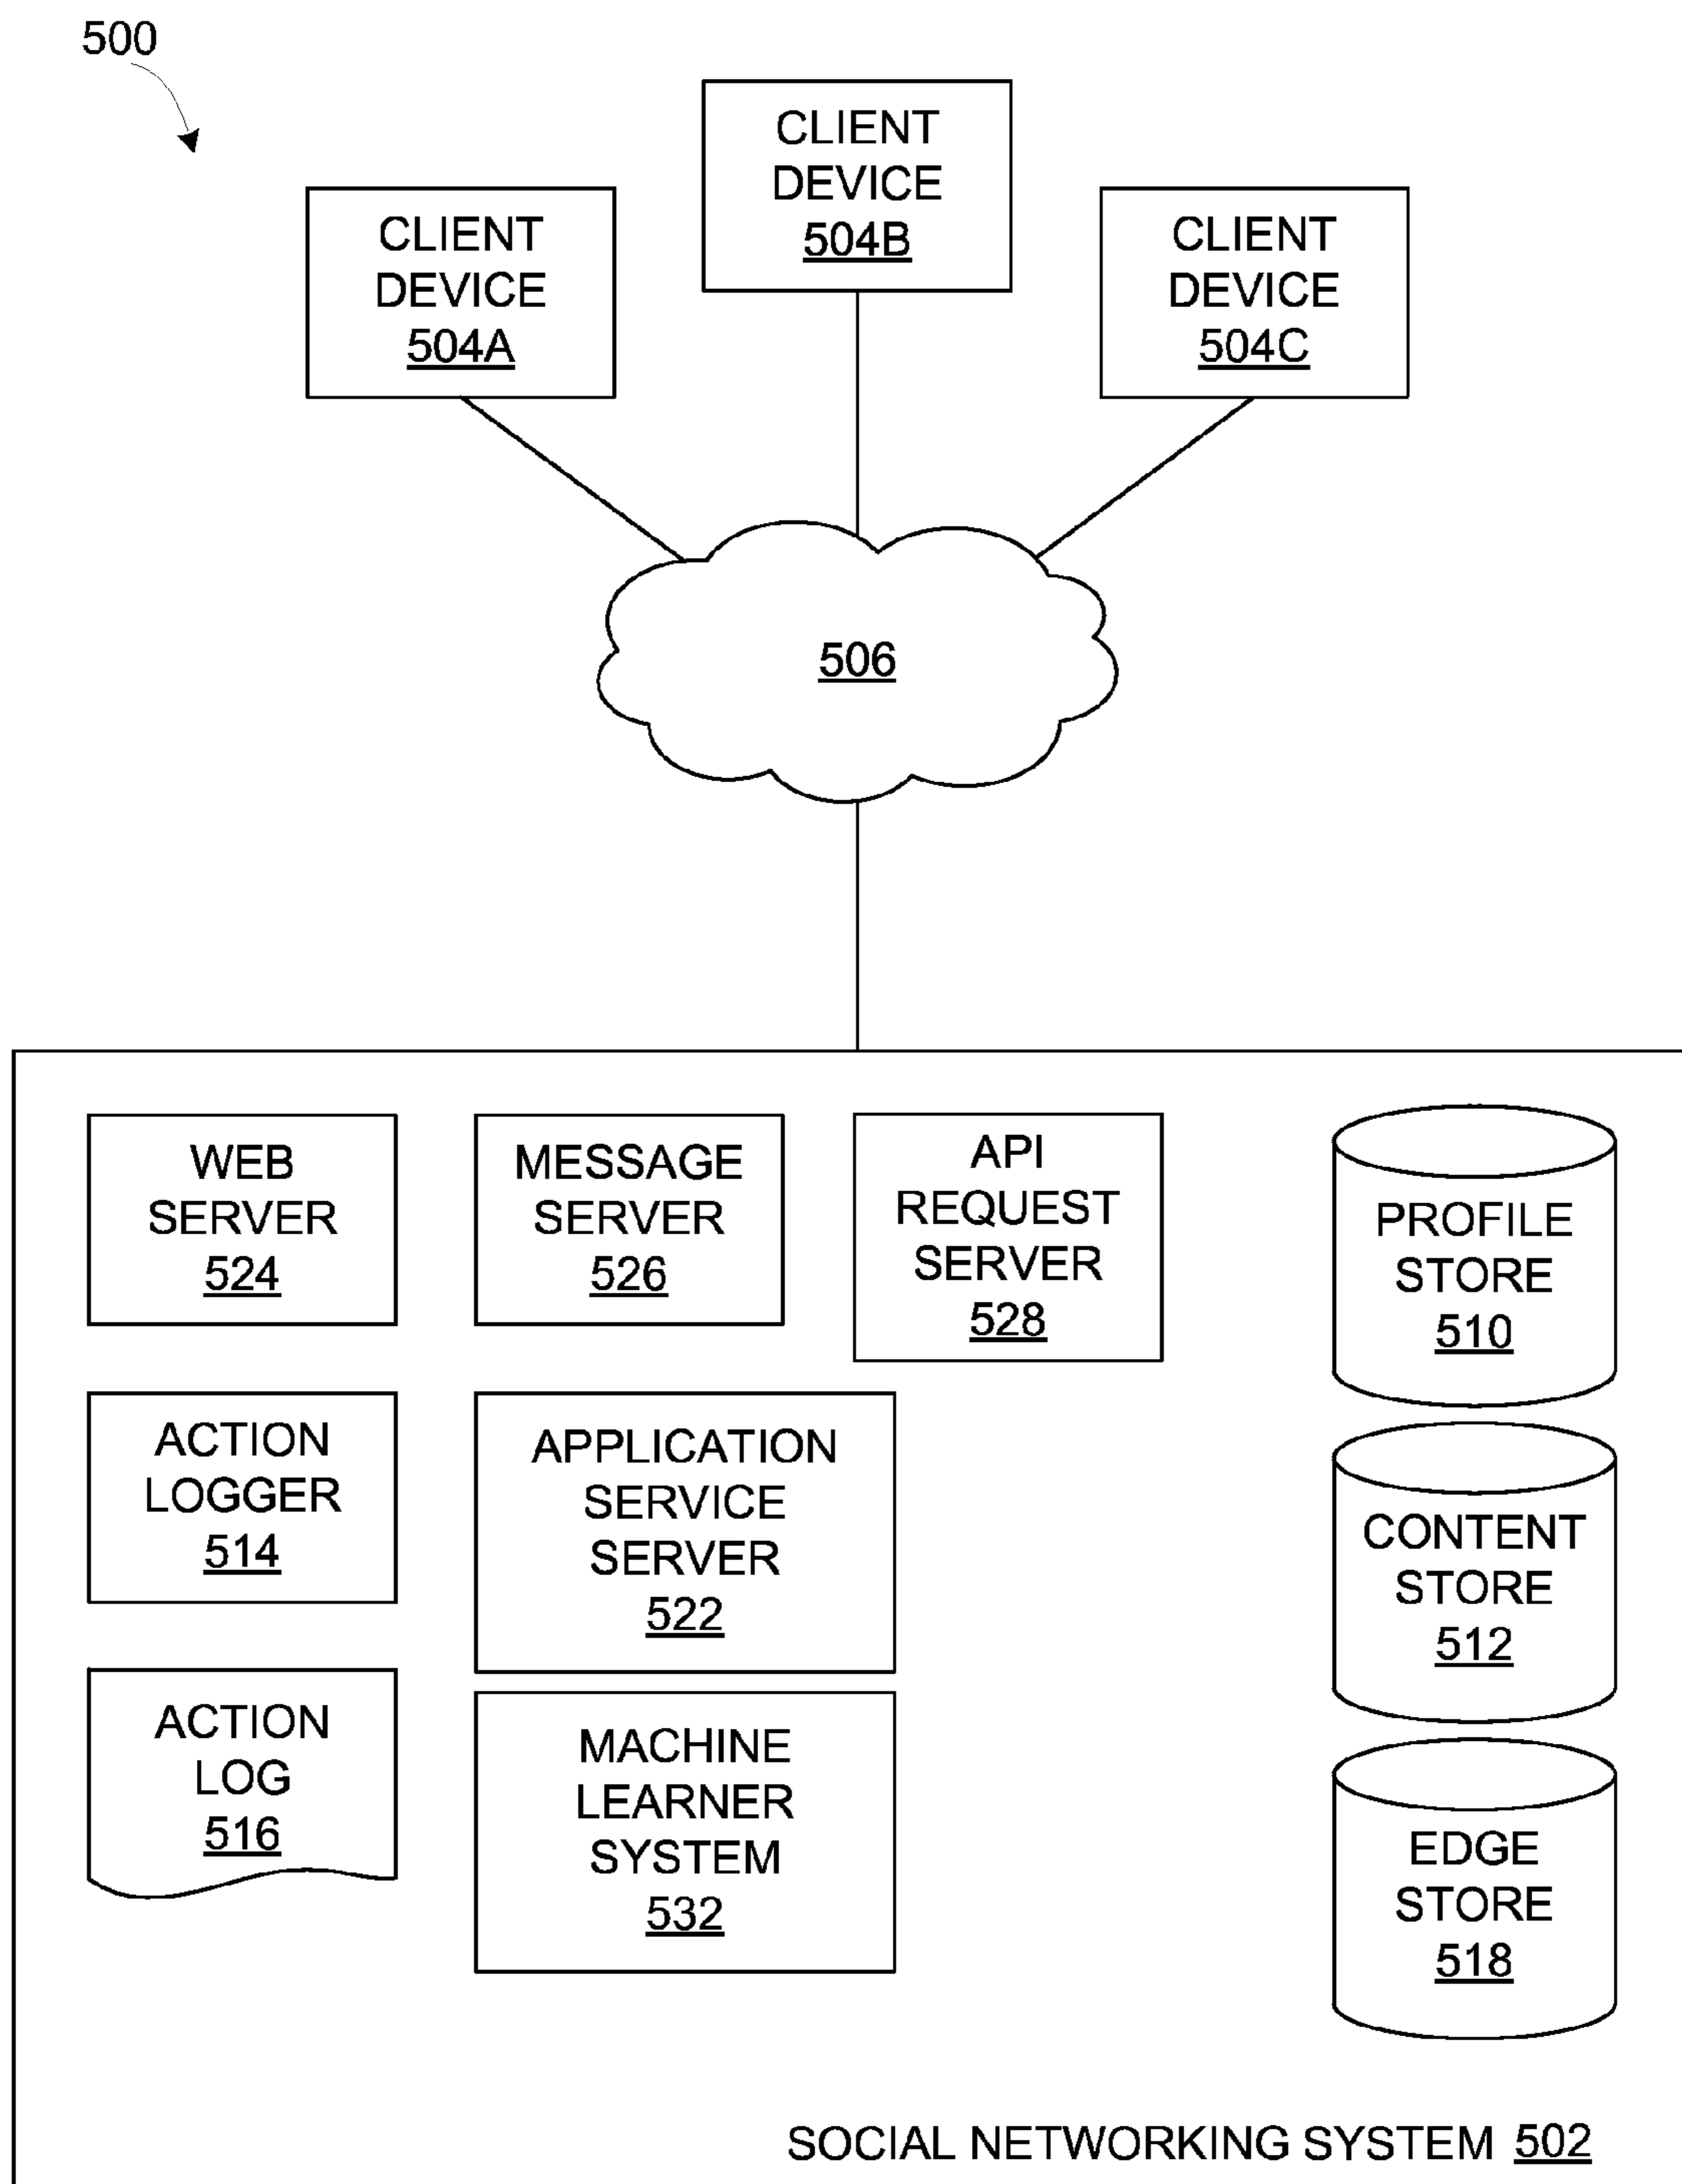 500
CLIENT
DEVICE
504A
CLIENT
DEVICE
504B
CLIENT
DEVICE
504C
506
WEB
SERVER
524
MESSAGE
SERVER
526
API
REQUEST
SERVER
528
PROFILE
STORE
510
ACTION
LOGGER
514
APPLICATION
SERVICE
SERVER
522
CONTENT
STORE
512
ACTION
LOG
516
MACHINE
LEARNER
SYSTEM
532
EDGE
STORE
518
SOCIAL NETWORKING SYSTEM 502